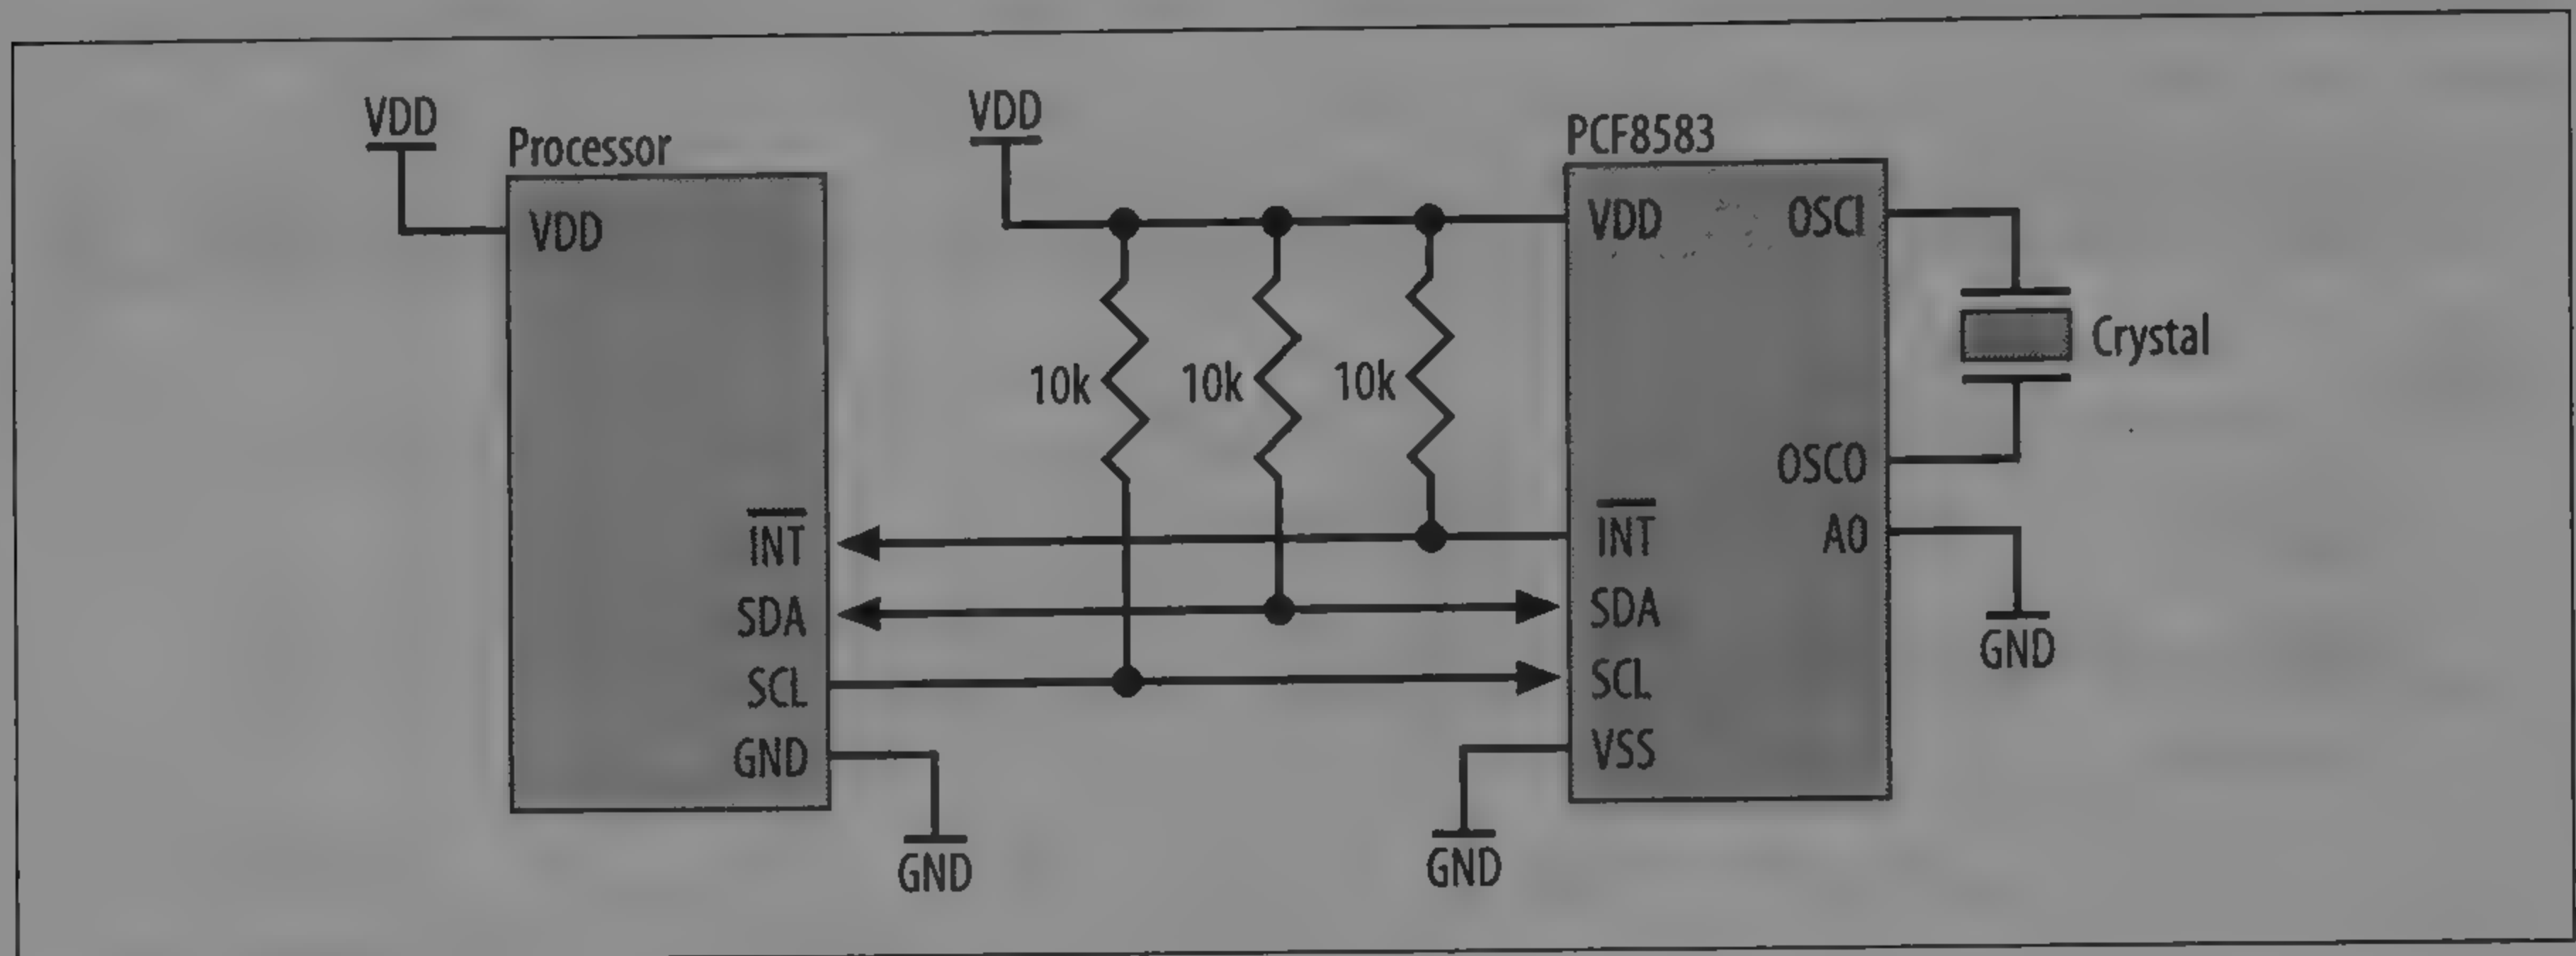 VDD
Processor
VDD
INT
SDA
SCL
GND
GND
VDD
10k
10k
10k
PCF8583
VDD
OSCI
OSCO
INT
A0
SDA
SCL
VSS
GND
Crystal
GND